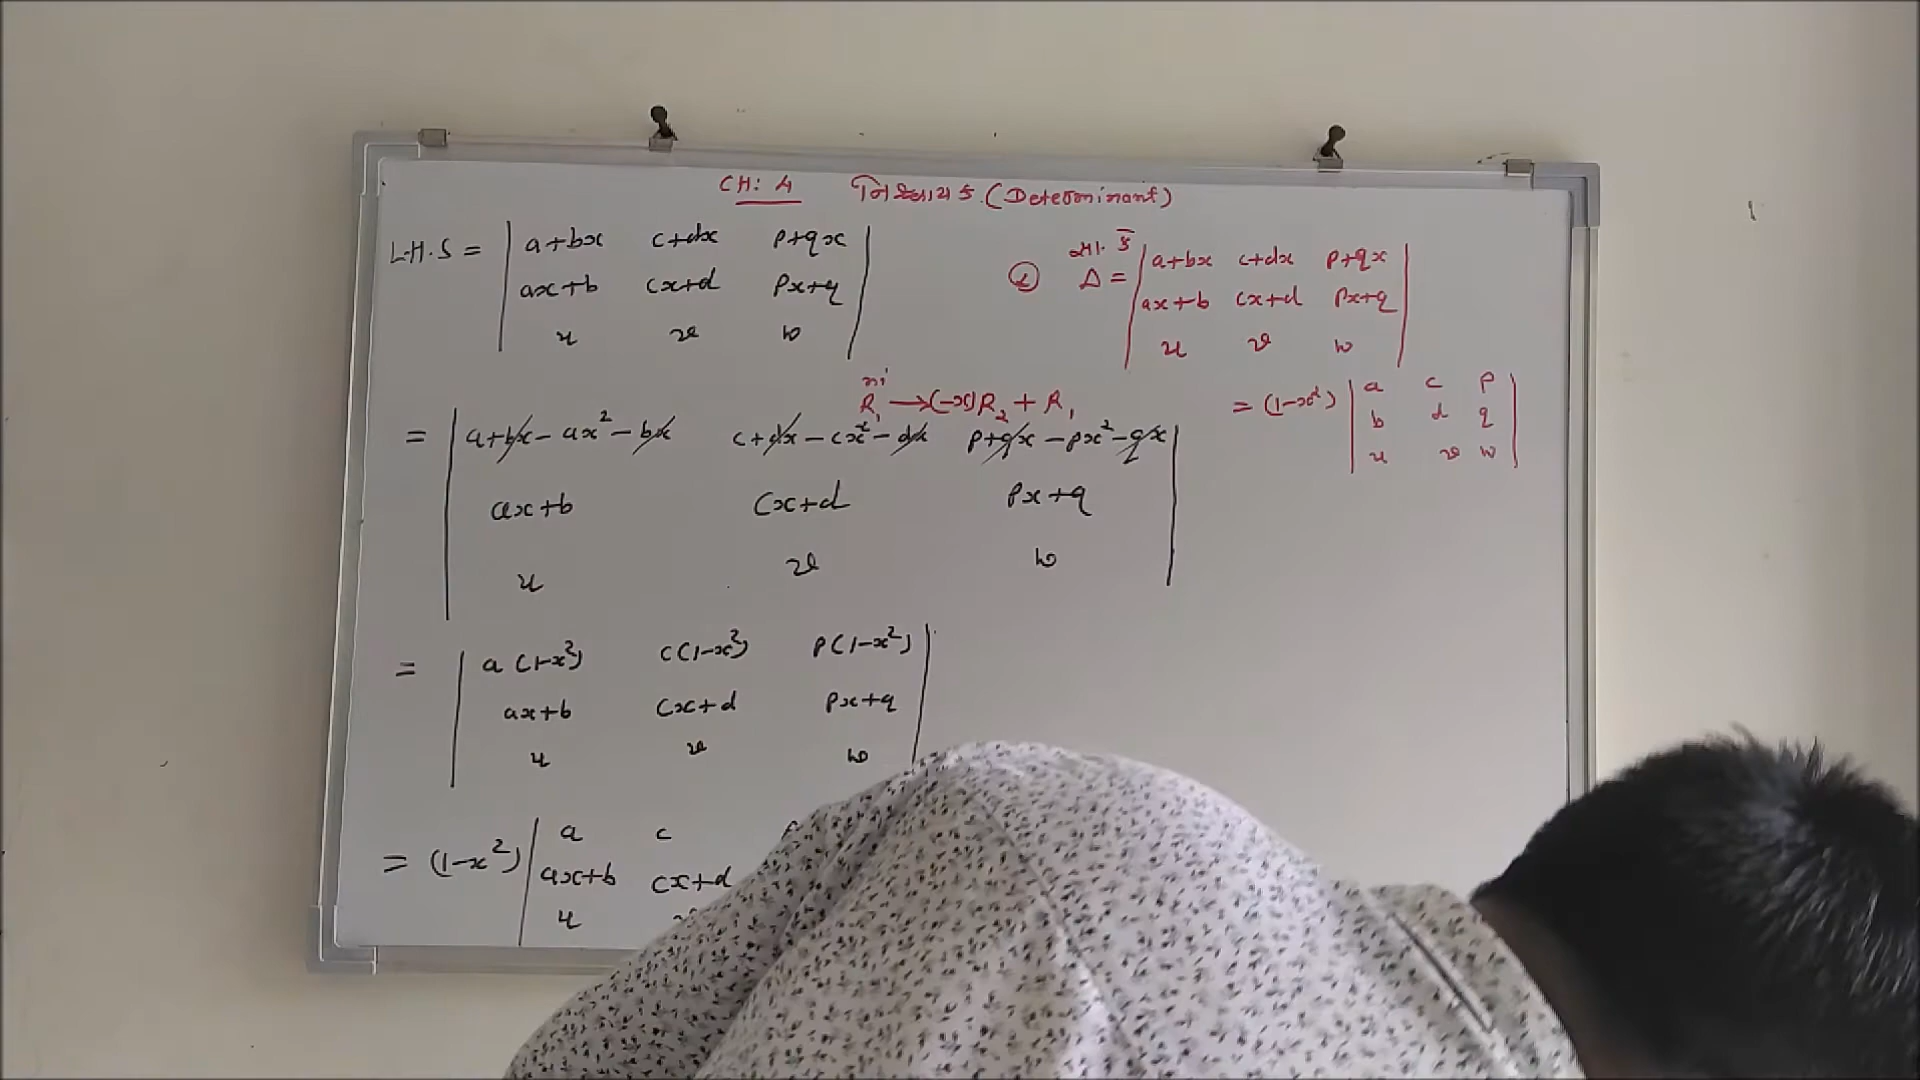 CH: 4 નિશ્ચાયક (Determinant)
L.H.S = | a+bx c+dx p+qx |
| ax+b cx+d px+q |
| u v w |
R₁ → (-x)R₂ + R₁
= | a+bx-ax²-bx c+dx-cx²-dx p+qx-px²-qx |
| ax+b cx+d px+q |
| u v w |
= | a(1-x²) c(1-x²) p(1-x²) |
| ax+b cx+d px+q |
| u v w |
= (1-x²) | a c
| ax+b cx+d
| u
② સા. કે
Δ = | a+bx c+dx p+qx |
| ax+b cx+d px+q |
| u v w |
= (1-x²) | a c p |
| b d q |
| u v w |